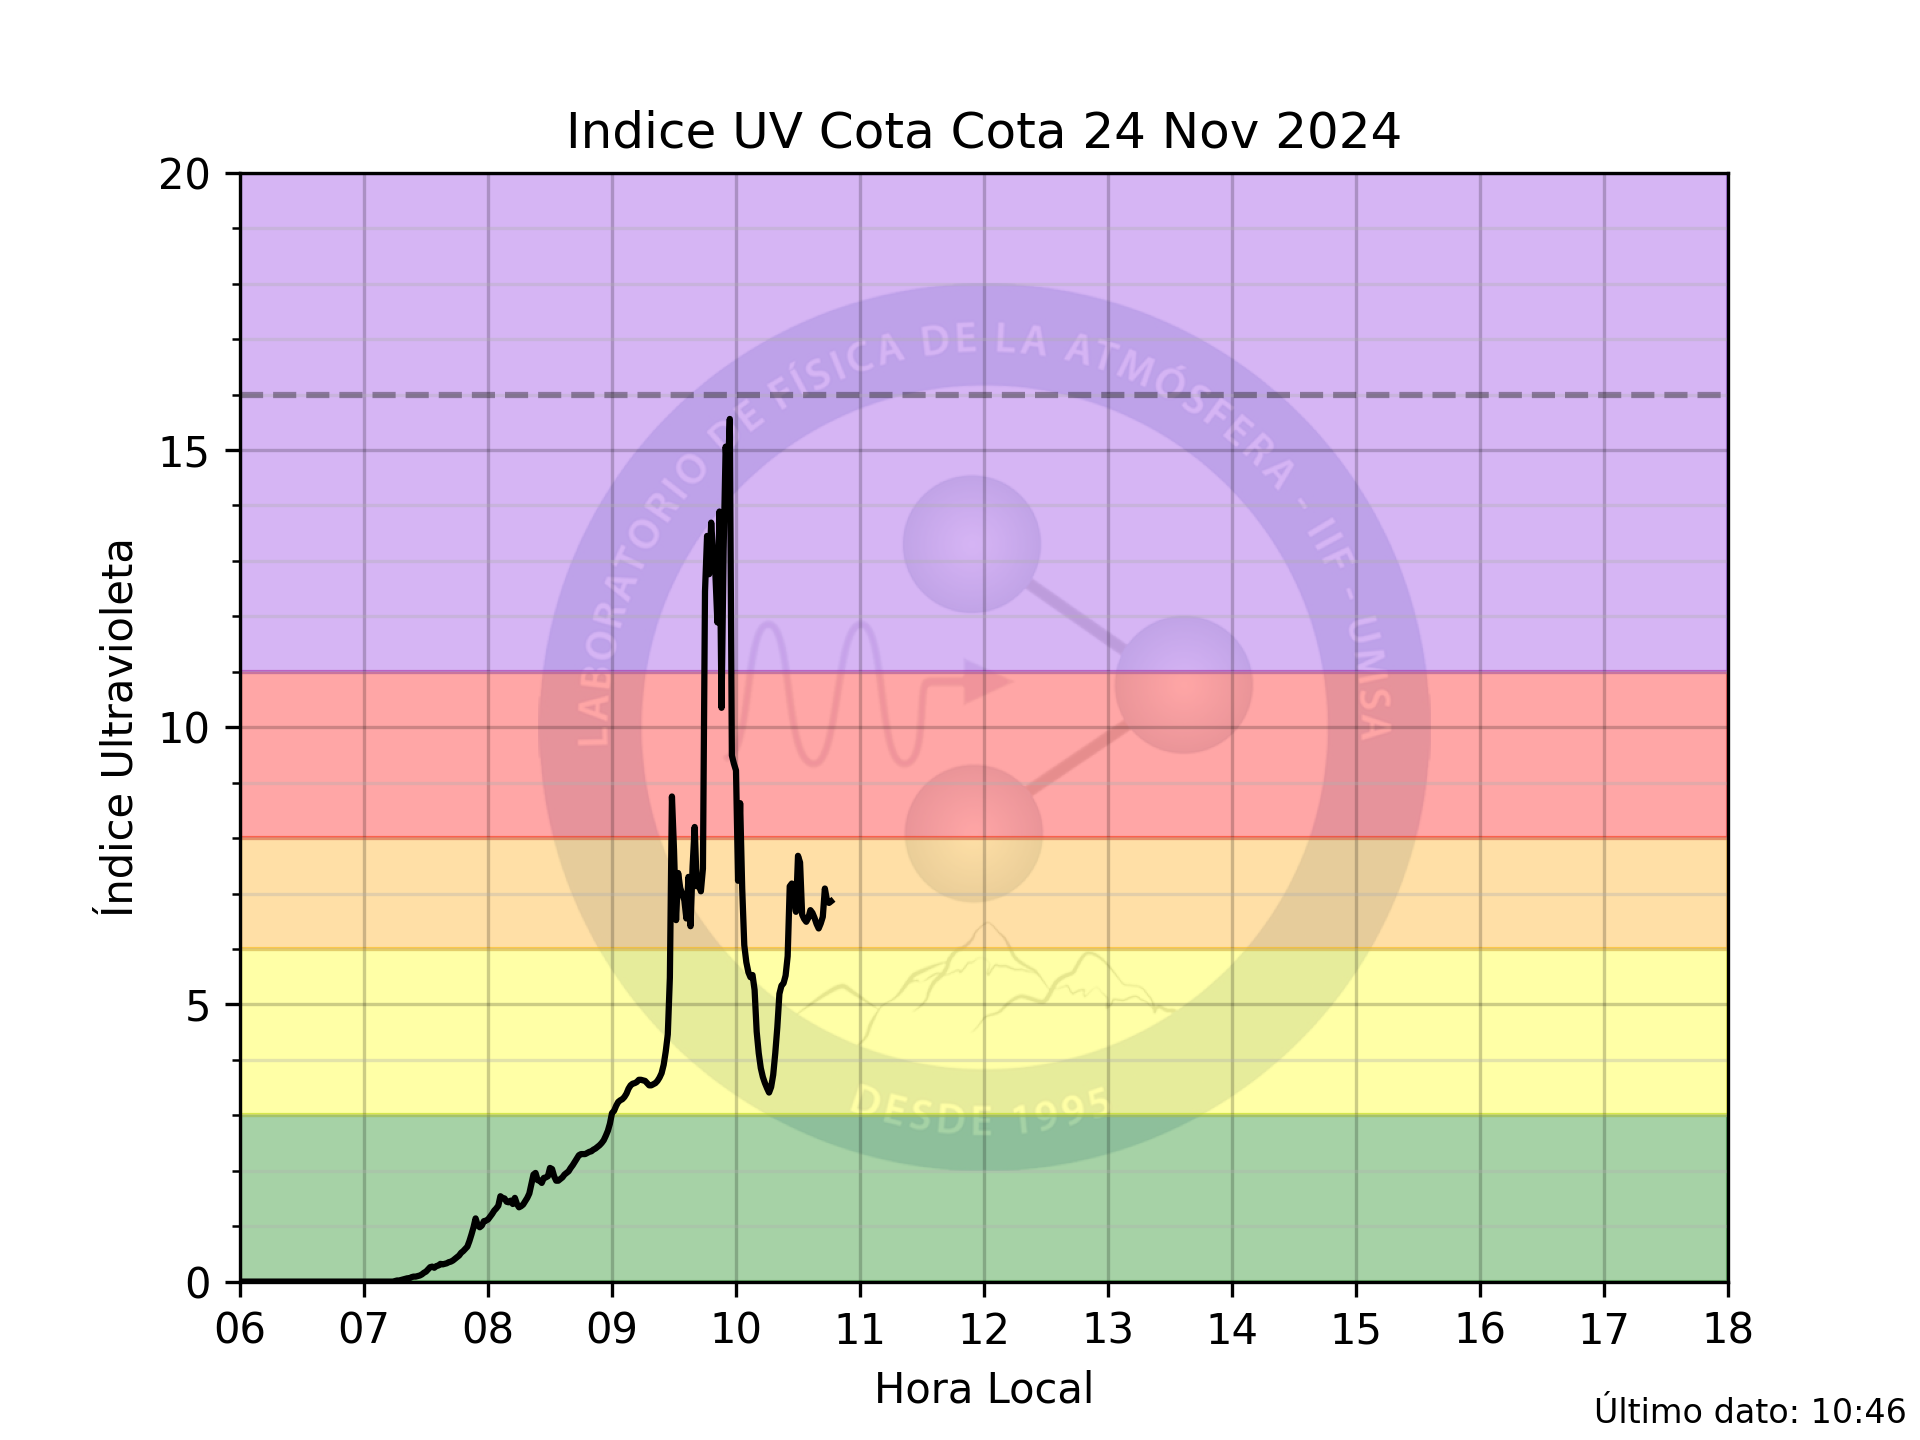 Indice UV Cota Cota 24 Nov 2024
20
15
10
5
0
Índice Ultravioleta
LABORATORIO DE FÍSICA DE LA ATMÓSFERA - IIF - UMSA
DESDE 1995
06 07 08 09 10 11 12 13 14 15 16 17 18
Hora Local
Último dato: 10:46